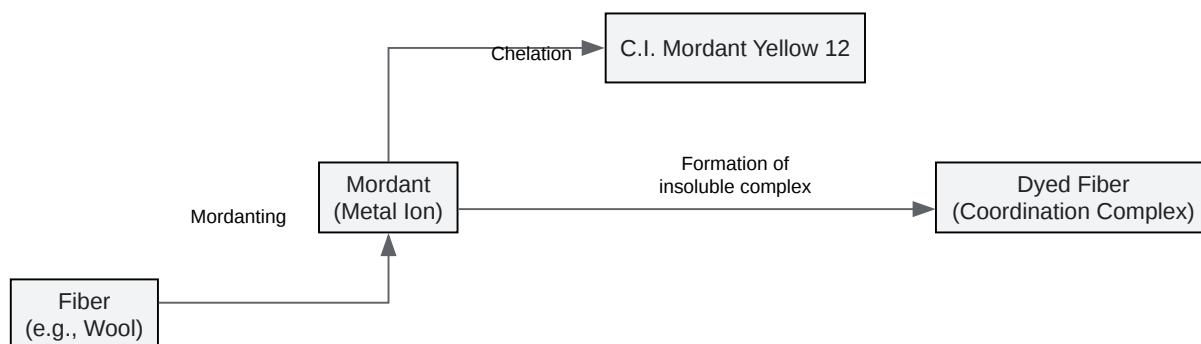 Chelation
C.I. Mordant Yellow 12
Mordanting
Mordant
(Metal Ion)
Formation of
insoluble complex
Dyed Fiber
(Coordination Complex)
Fiber
(e.g., Wool)